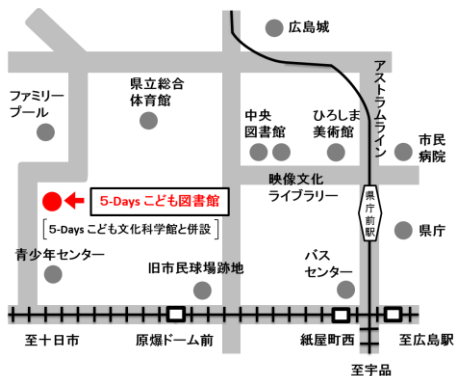 広島城
アストラムライン
ファミリー
プール
県立総合
体育館
中央
図書館
ひろしま
美術館
市民
病院
映像文化
ライブラリー
5-Days こども図書館
[5-Days こども文化科学館と併設]
県庁前駅
県庁
青少年センター
旧市民球場跡地
バス
センター
至十日市
原爆ドーム前
紙屋町西
至広島駅
至宇品